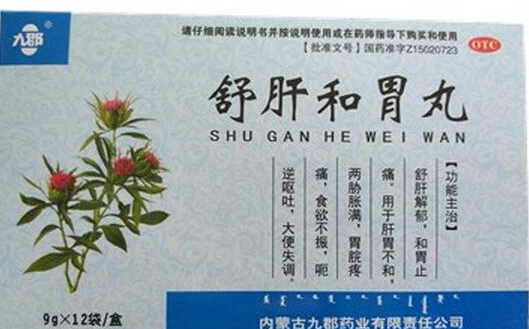 九郡
请仔细阅读说明书并按说明使用或在药师指导下购买和使用
【批准文号】国药准字Z15020723
OTC
舒肝和胃丸
SHU GAN HE WEI WAN
【功能主治】
舒肝解郁，和胃止
痛。用于肝胃不和，
两胁胀满，胃脘疼
痛，食欲不振，呃
逆呕吐，大便失调。
9g×12袋/盒
内蒙古九郡药业有限责任公司